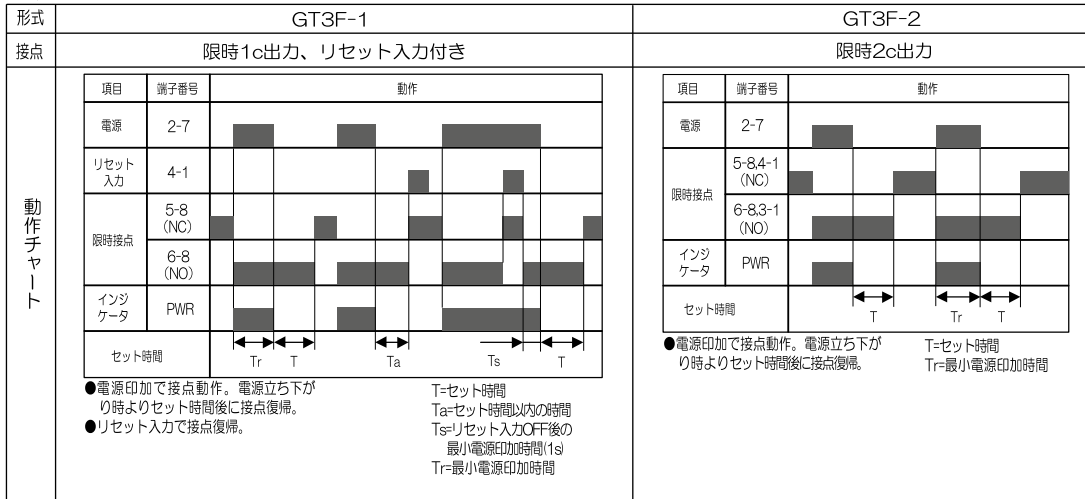 形式 GT3F-1 GT3F-2
接点 限時1c出力、リセット入力付き 限時2c出力
動作チャート
項目 端子番号 動作
電源 2-7
リセット
入力 4-1
限時接点
5-8
(NC)
6-8
(NO)
インジ
ケータ PWR
セット時間 Tr T Ta Ts T
●電源印加で接点動作。電源立ち下が
り時よりセット時間後に接点復帰。
●リセット入力で接点復帰。
T=セット時間
Ta=セット時間以内の時間
Ts=リセット入力OFF後の
最小電源印加時間(1s)
Tr=最小電源印加時間
項目 端子番号 動作
電源 2-7
限時接点
5-8,4-1
(NC)
6-8,3-1
(NO)
インジ
ケータ PWR
セット時間 T Tr T
●電源印加で接点動作。電源立ち下が
り時よりセット時間後に接点復帰。
T=セット時間
Tr=最小電源印加時間